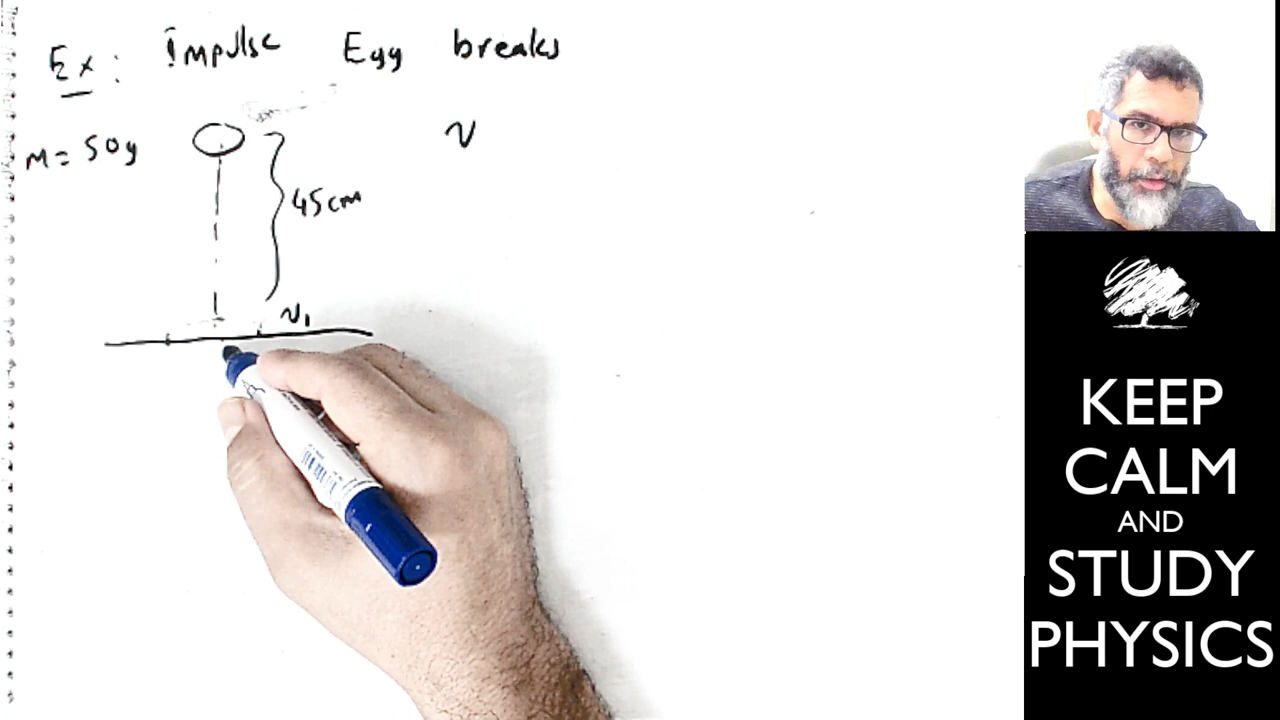 Ex: Impulse Egg breaks
m = 50g
v
45cm
v₁
KEEP
CALM
AND
STUDY
PHYSICS